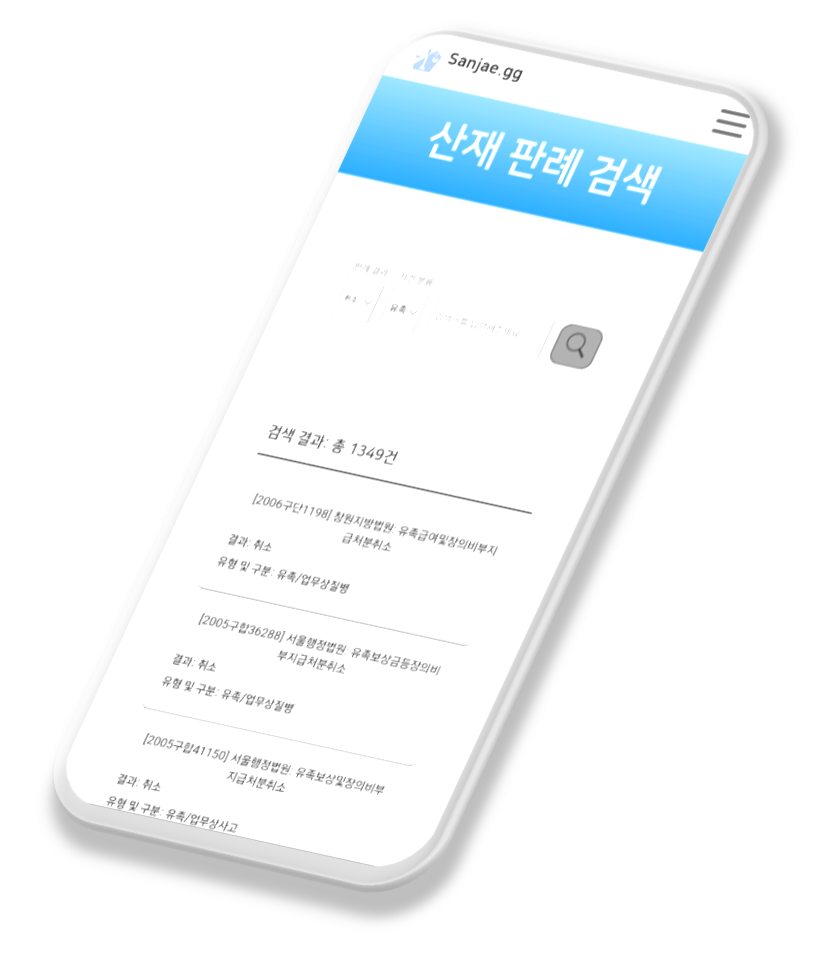 Sanjae.gg
산재 판례 검색
판례 결과 사건 분류
취소 유족
검색 결과: 총 1349건
[2006구단1198] 창원지방법원. 유족급여및장의비부지
급처분취소
결과: 취소
유형 및 구분: 유족/업무상질병
[2005구합36288] 서울행정법원. 유족보상금등장의비
부지급처분취소
결과: 취소
유형 및 구분: 유족/업무상질병
[2005구합41150] 서울행정법원. 유족보상및장의비부
지급처분취소
결과: 취소
유형 및 구분: 유족/업무상사고